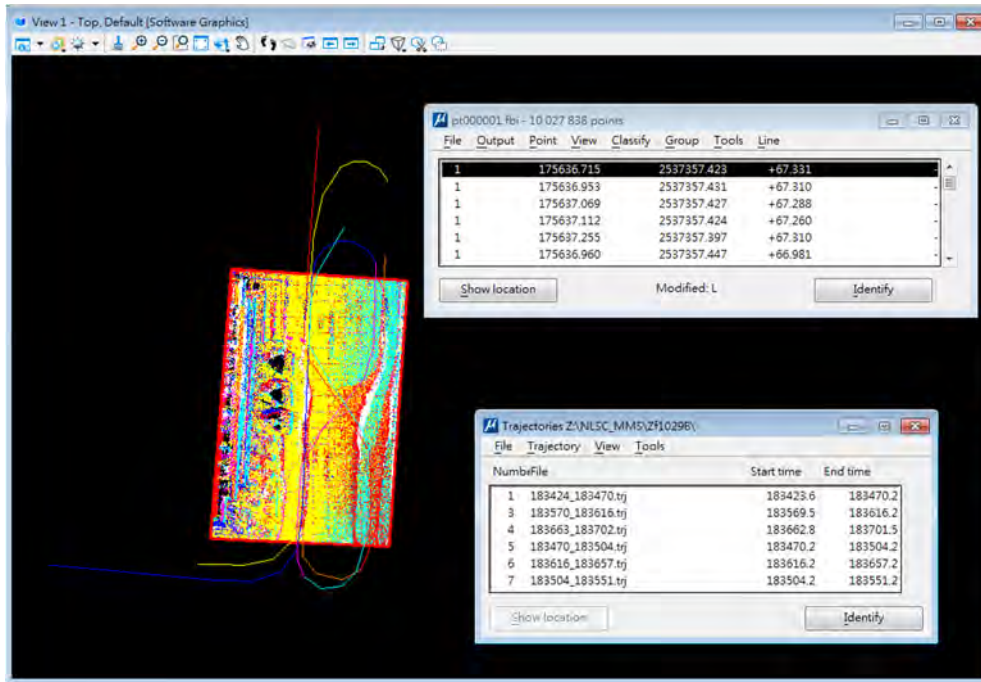 View 1 - Top, Default [Software Graphics]
pt000001.fbi - 10 027 838 points
File Output Point View Classify Group Tools Line
1 175636.715 2537357.423 +67.331 -
1 175636.953 2537357.431 +67.310 -
1 175637.069 2537357.427 +67.288 -
1 175637.112 2537357.424 +67.260 -
1 175637.255 2537357.397 +67.310 -
1 175636.960 2537357.447 +66.981 -
Show location Modified: L Identify
Trajectories Z:\NLSC_MMS\Zf1029B\
File Trajectory View Tools
NumbeFile Start time End time
1 183424_183470.trj 183423.6 183470.2
3 183570_183616.trj 183569.5 183616.2
4 183663_183702.trj 183662.8 183701.5
5 183470_183504.trj 183470.2 183504.2
6 183616_183657.trj 183616.2 183657.2
7 183504_183551.trj 183504.2 183551.2
Show location Identify